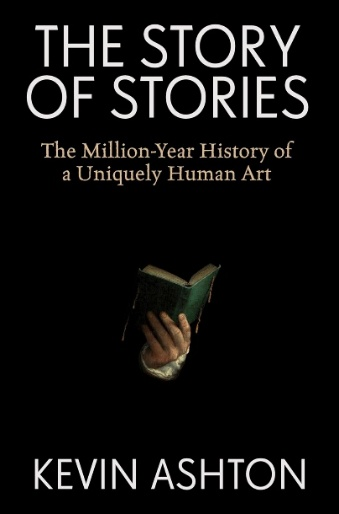 THE STORY
OF STORIES
The Million-Year History of
a Uniquely Human Art
KEVIN ASHTON